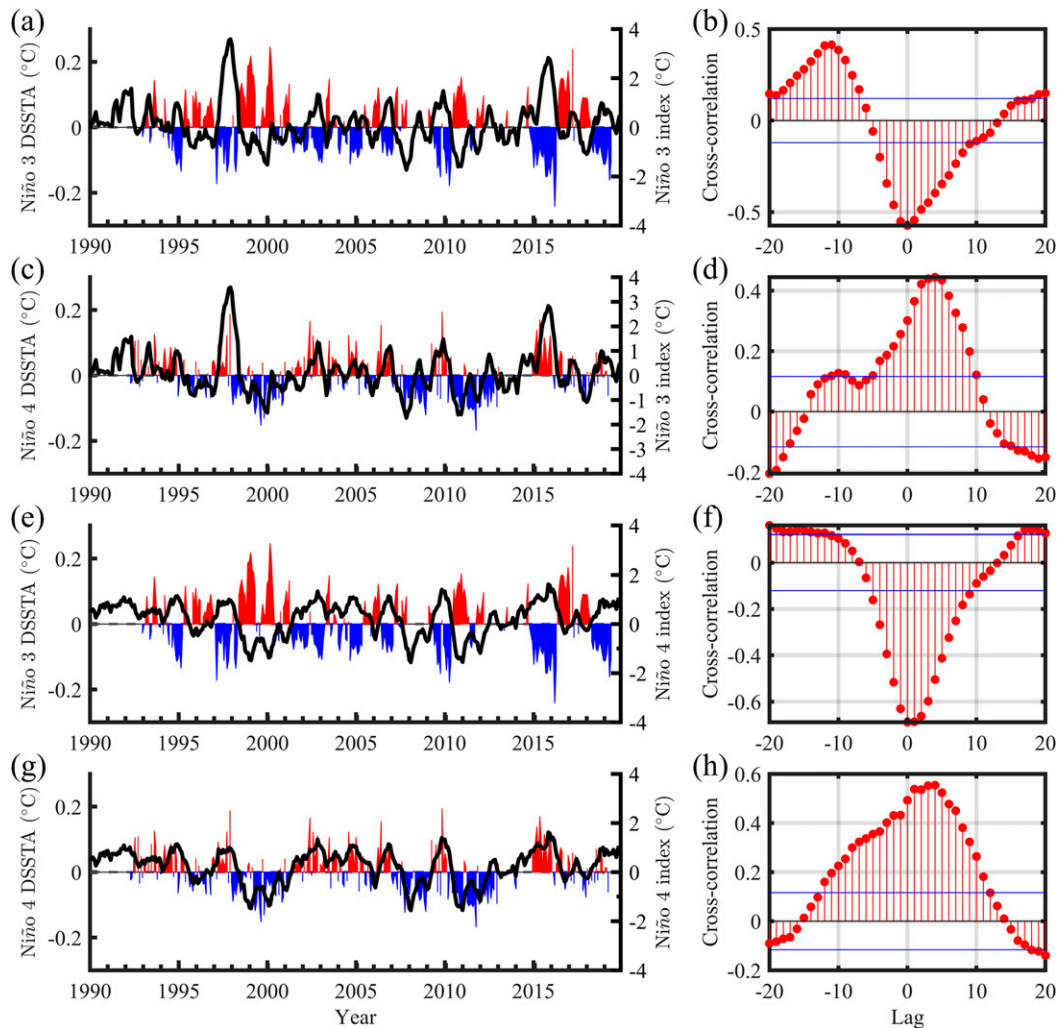 (a)
Niño 3 DSSTA (°C)
0.2
0
-0.2
4
2
0
-2
-4
Niño 3 index (°C)
1990 1995 2000 2005 2010 2015
(b)
Cross-correlation
0.5
0
-0.5
-20 -10 0 10 20
(c)
Niño 4 DSSTA (°C)
0.2
0
-0.2
4
3
2
1
0
-1
-2
-3
-4
Niño 3 index (°C)
1990 1995 2000 2005 2010 2015
(d)
Cross-correlation
0.4
0.2
0
-0.2
-20 -10 0 10 20
(e)
Niño 3 DSSTA (°C)
0.2
0
-0.2
4
2
0
-2
-4
Niño 4 index (°C)
1990 1995 2000 2005 2010 2015
(f)
Cross-correlation
0
-0.2
-0.4
-0.6
-20 -10 0 10 20
(g)
Niño 4 DSSTA (°C)
0.2
0
-0.2
4
2
0
-2
-4
Niño 4 index (°C)
1990 1995 2000 2005 2010 2015
Year
(h)
Cross-correlation
0.6
0.4
0.2
0
-0.2
-20 -10 0 10 20
Lag